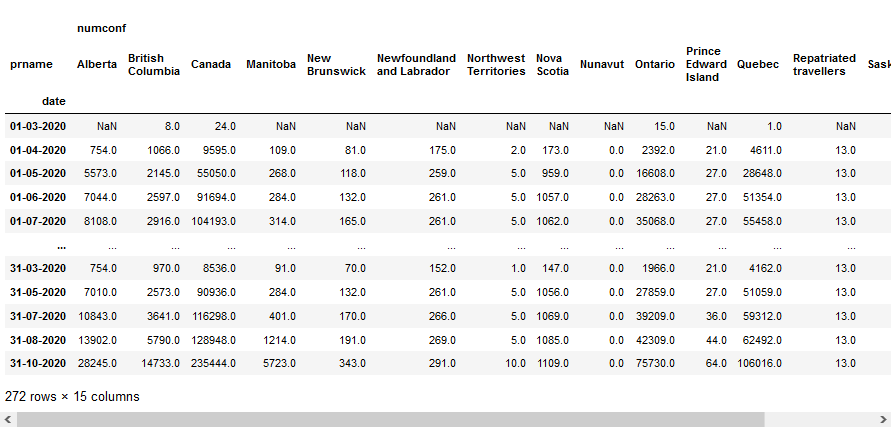 numconf
prname Alberta British Columbia Canada Manitoba New Brunswick Newfoundland and Labrador Northwest Territories Nova Scotia Nunavut Ontario Prince Edward Island Quebec Repatriated travellers Sask
date
01-03-2020 NaN 8.0 24.0 NaN NaN NaN NaN NaN NaN 15.0 NaN 1.0 NaN
01-04-2020 754.0 1066.0 9595.0 109.0 81.0 175.0 2.0 173.0 0.0 2392.0 21.0 4611.0 13.0
01-05-2020 5573.0 2145.0 55050.0 268.0 118.0 259.0 5.0 959.0 0.0 16608.0 27.0 28648.0 13.0
01-06-2020 7044.0 2597.0 91694.0 284.0 132.0 261.0 5.0 1057.0 0.0 28263.0 27.0 51354.0 13.0
01-07-2020 8108.0 2916.0 104193.0 314.0 165.0 261.0 5.0 1062.0 0.0 35068.0 27.0 55458.0 13.0
... ... ... ... ... ... ... ... ... ... ... ... ... ...
31-03-2020 754.0 970.0 8536.0 91.0 70.0 152.0 1.0 147.0 0.0 1966.0 21.0 4162.0 13.0
31-05-2020 7010.0 2573.0 90936.0 284.0 132.0 261.0 5.0 1056.0 0.0 27859.0 27.0 51059.0 13.0
31-07-2020 10843.0 3641.0 116298.0 401.0 170.0 266.0 5.0 1069.0 0.0 39209.0 36.0 59312.0 13.0
31-08-2020 13902.0 5790.0 128948.0 1214.0 191.0 269.0 5.0 1085.0 0.0 42309.0 44.0 62492.0 13.0
31-10-2020 28245.0 14733.0 235444.0 5723.0 343.0 291.0 10.0 1109.0 0.0 75730.0 64.0 106016.0 13.0
272 rows × 15 columns